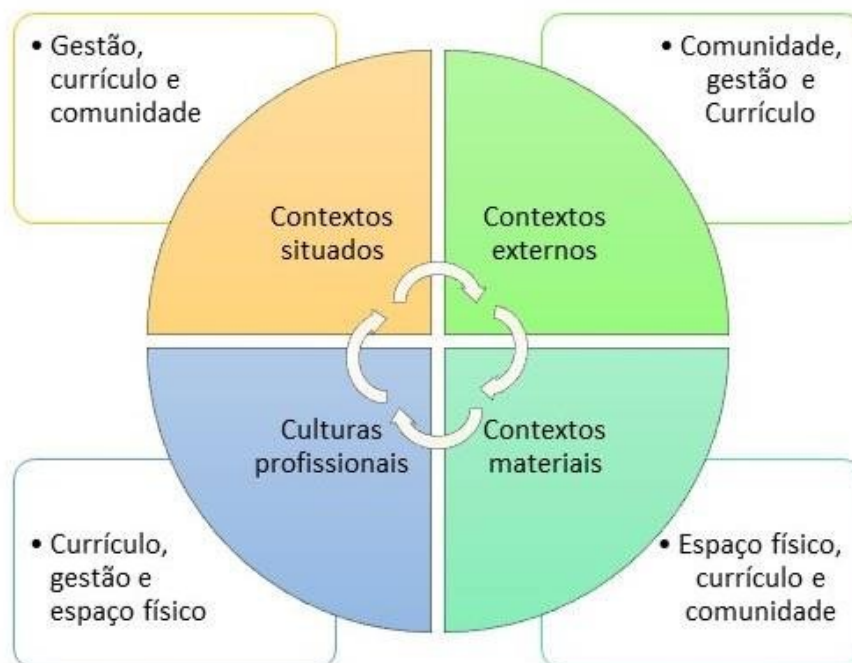 • Gestão,
currículo e
comunidade
• Comunidade,
gestão e
Currículo
Contextos
situados
Contextos
externos
Culturas
profissionais
Contextos
materiais
• Currículo,
gestão e
espaço físico
• Espaço físico,
currículo e
comunidade